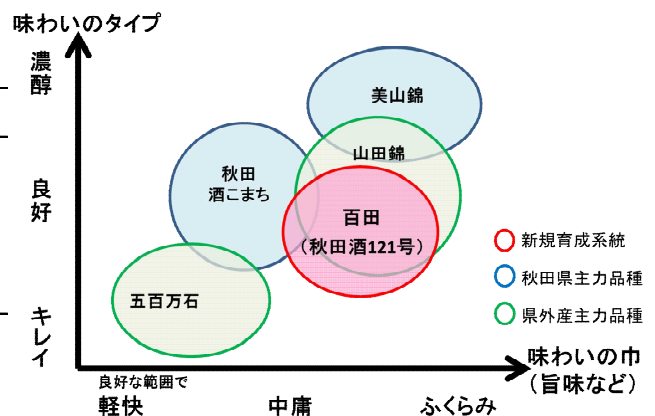 味わいのタイプ
濃醇
美山錦
山田錦
秋田
酒こまち
良好
百田
（秋田酒121号）
新規育成系統
秋田県主力品種
五百万石
県外産主力品種
キレイ
味わいの巾
（旨味など）
良好な範囲で
軽快
中庸
ふくらみ